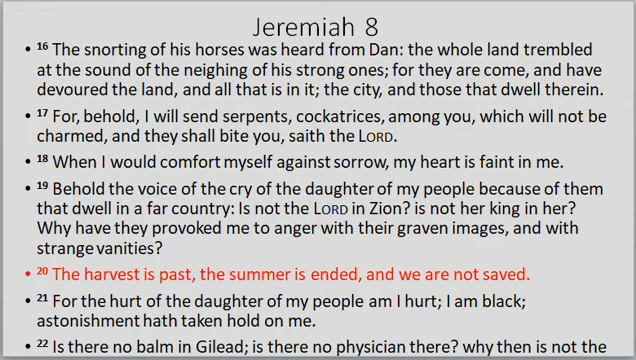 Jeremiah 8
• 16 The snorting of his horses was heard from Dan: the whole land trembled
at the sound of the neighing of his strong ones; for they are come, and have
devoured the land, and all that is in it; the city, and those that dwell therein.
• 17 For, behold, I will send serpents, cockatrices, among you, which will not be
charmed, and they shall bite you, saith the LORD.
• 18 When I would comfort myself against sorrow, my heart is faint in me.
• 19 Behold the voice of the cry of the daughter of my people because of them
that dwell in a far country: Is not the LORD in Zion? is not her king in her?
Why have they provoked me to anger with their graven images, and with
strange vanities?
• 20 The harvest is past, the summer is ended, and we are not saved.
• 21 For the hurt of the daughter of my people am I hurt; I am black;
astonishment hath taken hold on me.
• 22 Is there no balm in Gilead; is there no physician there? why then is not the